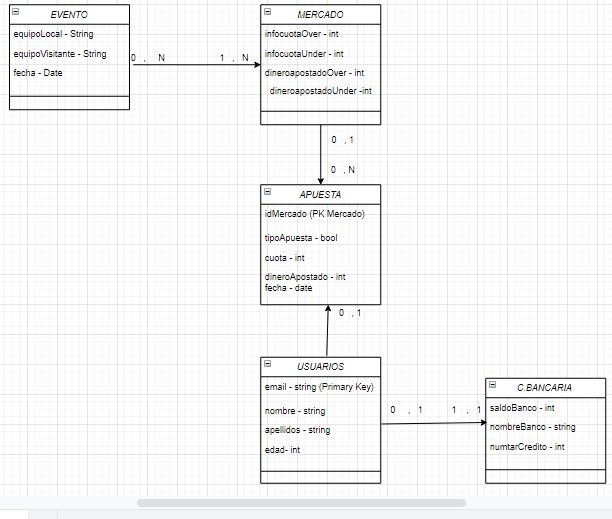 EVENTO
equipoLocal - String
equipoVisitante - String
fecha - Date
0 , N
1 , N
MERCADO
infocuotaOver - int
infocuotaUnder - int
dineroapostadoOver - int
dineroapostadoUnder -int
0 , 1
0 , N
APUESTA
idMercado (PK Mercado)
tipoApuesta - bool
cuota - int
dineroApostado - int
fecha - date
0 , 1
USUARIOS
email - string (Primary Key)
nombre - string
apellidos - string
edad- int
0 , 1
1 , 1
C.BANCARIA
saldoBanco - int
nombreBanco - string
numtarCredito - int